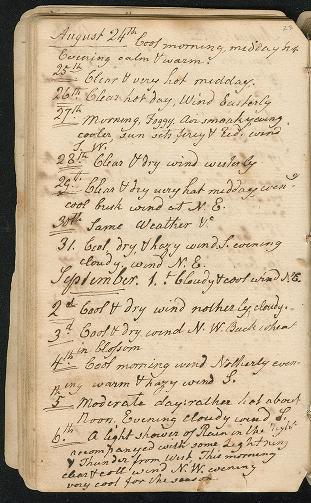 August 24th Cool morning, midday hot
Evening calm & warm.
25th Clear & very hot midday.
26th Clear hot day, Wind Easterly
27th Morning, Foggy. Air smoky evening
cooler sun sets, firey & Red, wind
S. W.
28th Clear & dry wind westerly
29th Clear & dry very hot midday even-
cool wind at N. E.
30th Same Weather &c
31. Cool, dry & hazy wind S. evening
cloudy, wind N. E.
September. 1.t Cloudy & cool wind N.E.
2d Cool & dry wind notherly cloudy.
3d Cool & dry wind N. W. Buck wheat
in blossom
4th Cool morning wind Notherly even-
ing warm & hazy wind S.
5th Moderate day rather hot about
Noon, Evening cloudy wind S.
6th A light shower of Rain in the Night
accompanyed with some Lightning
& Thunder from West This morning
clear & cool wind N. W. evening
very cool for the season